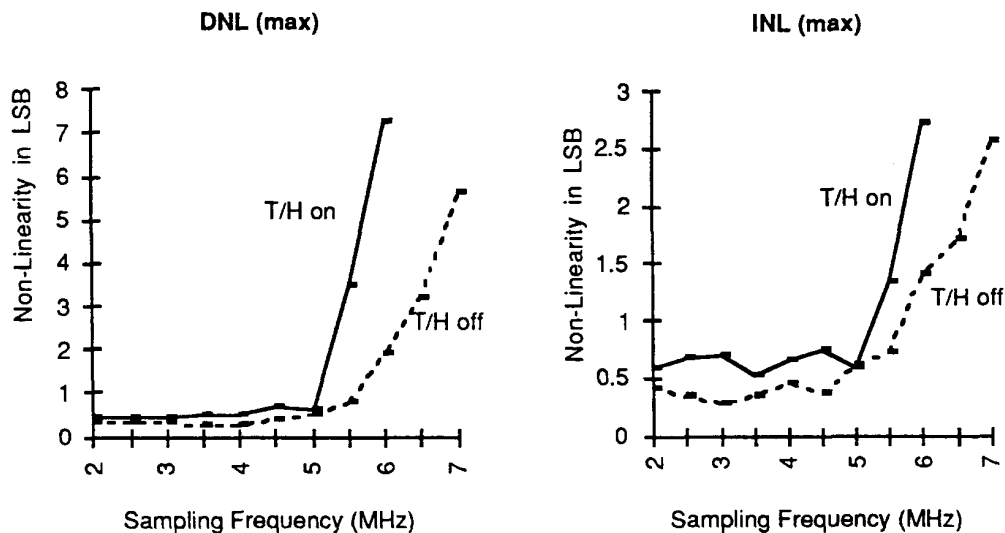 DNL (max)
Non-Linearity in LSB
8
7
6
5
4
3
2
1
0
T/H on
T/H off
2
3
4
5
6
7
Sampling Frequency (MHz)
INL (max)
Non-Linearity in LSB
3
2.5
2
1.5
1
0.5
0
T/H on
T/H off
2
3
4
5
6
7
Sampling Frequency (MHz)